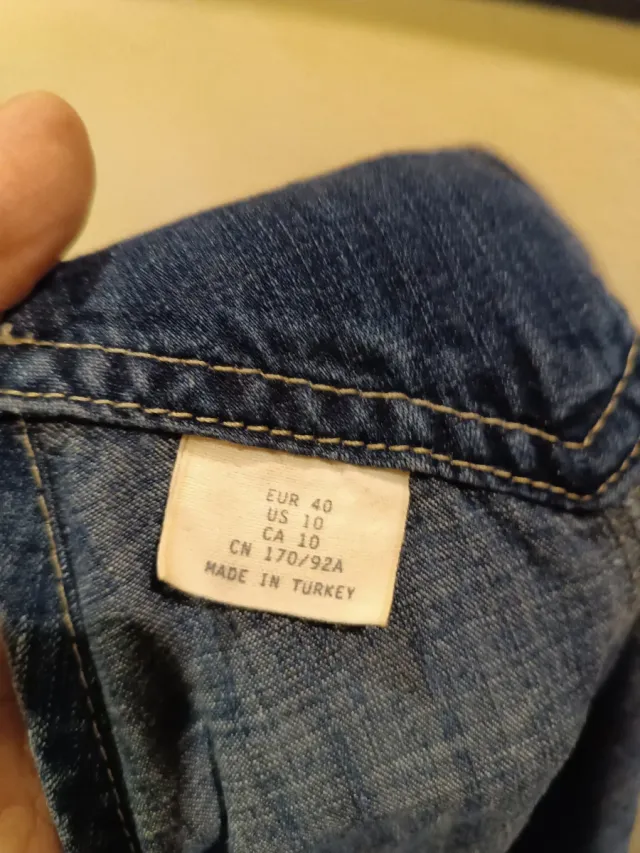 EUR 40
US 10
CA 10
CN 170/92A
MADE IN TURKEY